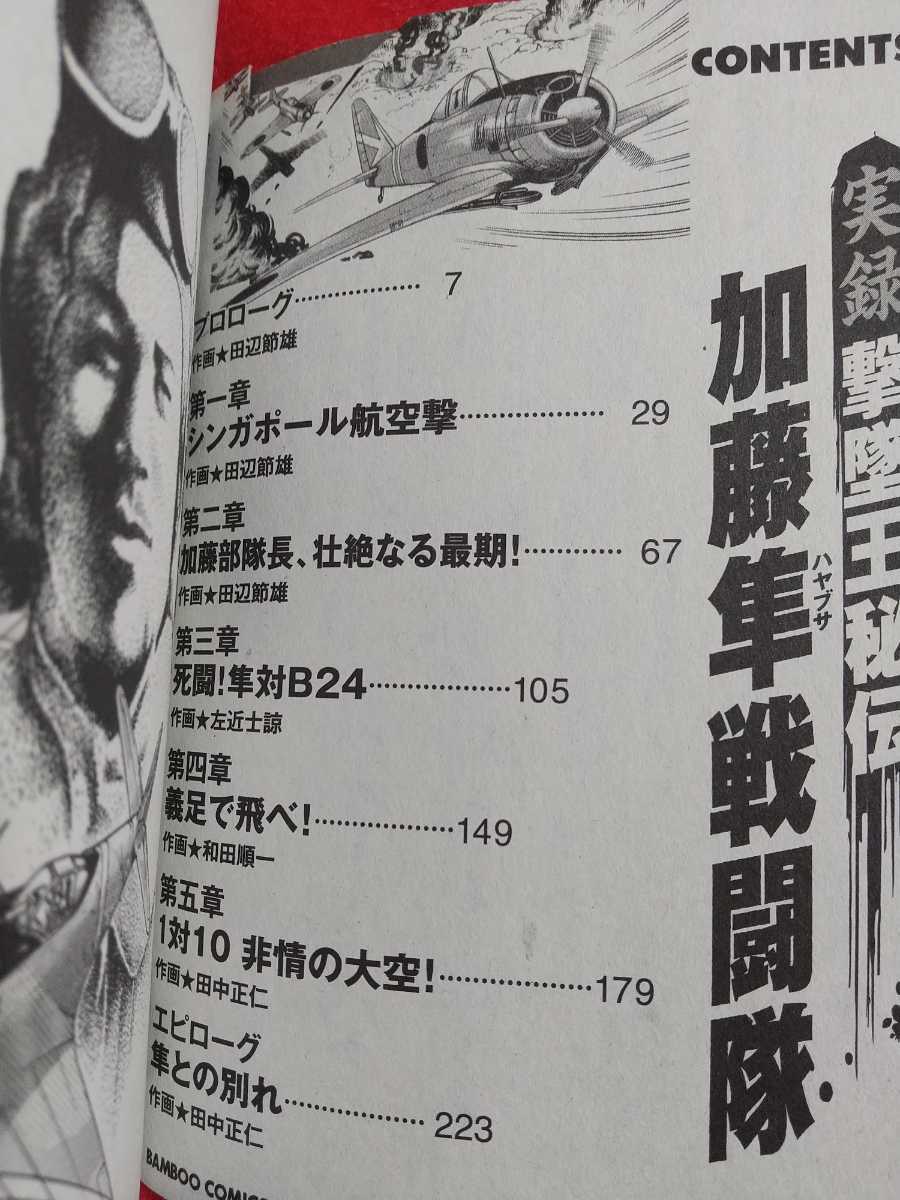 CONTENTS
実録
撃墜王秘伝
加藤隼戦闘隊
ハヤブサ
プロローグ…………… 7
作画★田辺節雄
第一章
シンガポール航空撃…………… 29
作画★田辺節雄
第二章
加藤部隊長、壮絶なる最期!………… 67
作画★田辺節雄
第三章
死闘!隼対B24…………… 105
作画★左近士諒
第四章
義足で飛べ!…………… 149
作画★和田順一
第五章
1対10 非情の大空!…………… 179
作画★田中正仁
エピローグ
隼との別れ…………… 223
作画★田中正仁
BAMBOO COMIC